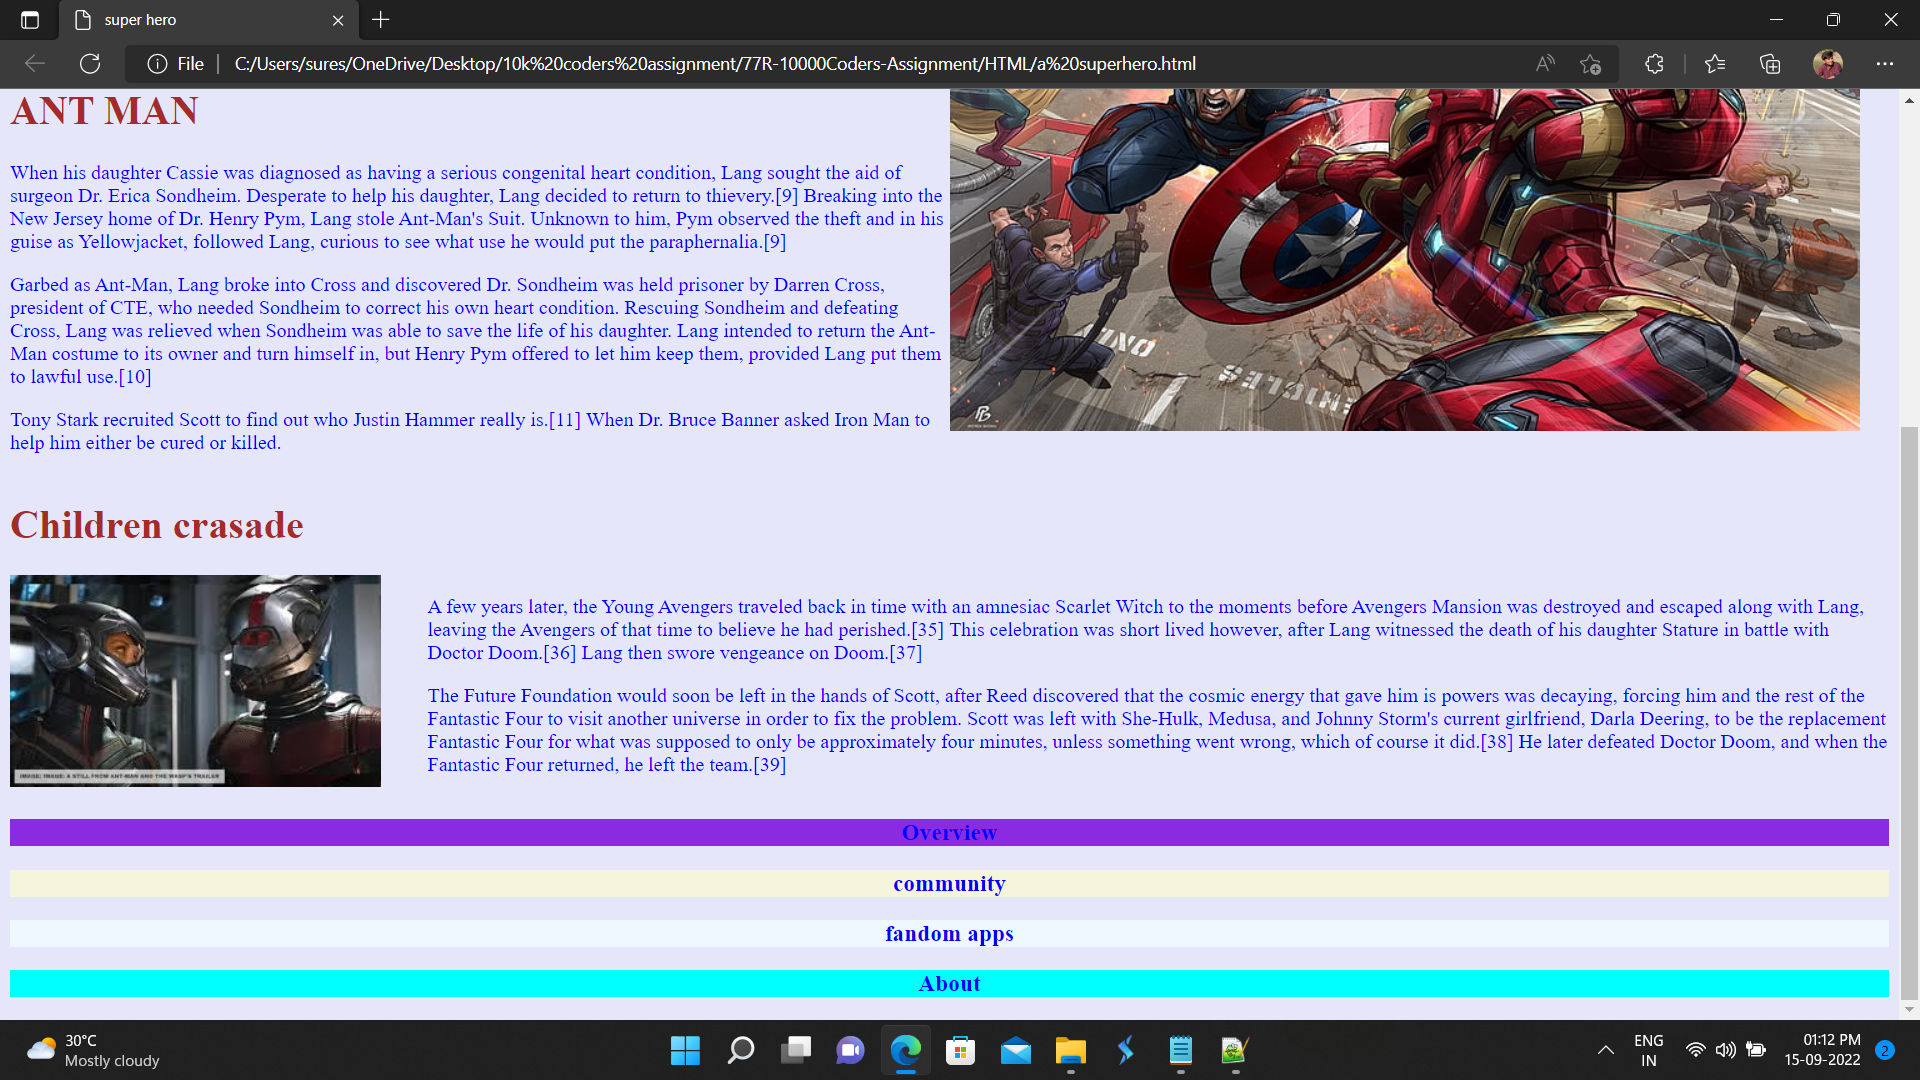 super hero
File
C:/Users/sures/OneDrive/Desktop/10k%20coders%20assignment/77R-10000Coders-Assignment/HTML/a%20superhero.html
ANT MAN
When his daughter Cassie was diagnosed as having a serious congenital heart condition, Lang sought the aid of
surgeon Dr. Erica Sondheim. Desperate to help his daughter, Lang decided to return to thievery.[9] Breaking into the
New Jersey home of Dr. Henry Pym, Lang stole Ant-Man's Suit. Unknown to him, Pym observed the theft and in his
guise as Yellowjacket, followed Lang, curious to see what use he would put the paraphernalia.[9]
Garbed as Ant-Man, Lang broke into Cross and discovered Dr. Sondheim was held prisoner by Darren Cross,
president of CTE, who needed Sondheim to correct his own heart condition. Rescuing Sondheim and defeating
Cross, Lang was relieved when Sondheim was able to save the life of his daughter. Lang intended to return the Ant-
Man costume to its owner and turn himself in, but Henry Pym offered to let him keep them, provided Lang put them
to lawful use.[10]
Tony Stark recruited Scott to find out who Justin Hammer really is.[11] When Dr. Bruce Banner asked Iron Man to
help him either be cured or killed.
Children crasade
IMAGE: IMAGE: A STILL FROM ANT-MAN AND THE WASP'S TRAILER
A few years later, the Young Avengers traveled back in time with an amnesiac Scarlet Witch to the moments before Avengers Mansion was destroyed and escaped along with Lang,
leaving the Avengers of that time to believe he had perished.[35] This celebration was short lived however, after Lang witnessed the death of his daughter Stature in battle with
Doctor Doom.[36] Lang then swore vengeance on Doom.[37]
The Future Foundation would soon be left in the hands of Scott, after Reed discovered that the cosmic energy that gave him is powers was decaying, forcing him and the rest of the
Fantastic Four to visit another universe in order to fix the problem. Scott was left with She-Hulk, Medusa, and Johnny Storm's current girlfriend, Darla Deering, to be the replacement
Fantastic Four for what was supposed to only be approximately four minutes, unless something went wrong, which of course it did.[38] He later defeated Doctor Doom, and when the
Fantastic Four returned, he left the team.[39]
Overview
community
fandom apps
About
30°C
Mostly cloudy
ENG
IN
01:12 PM
15-09-2022
2